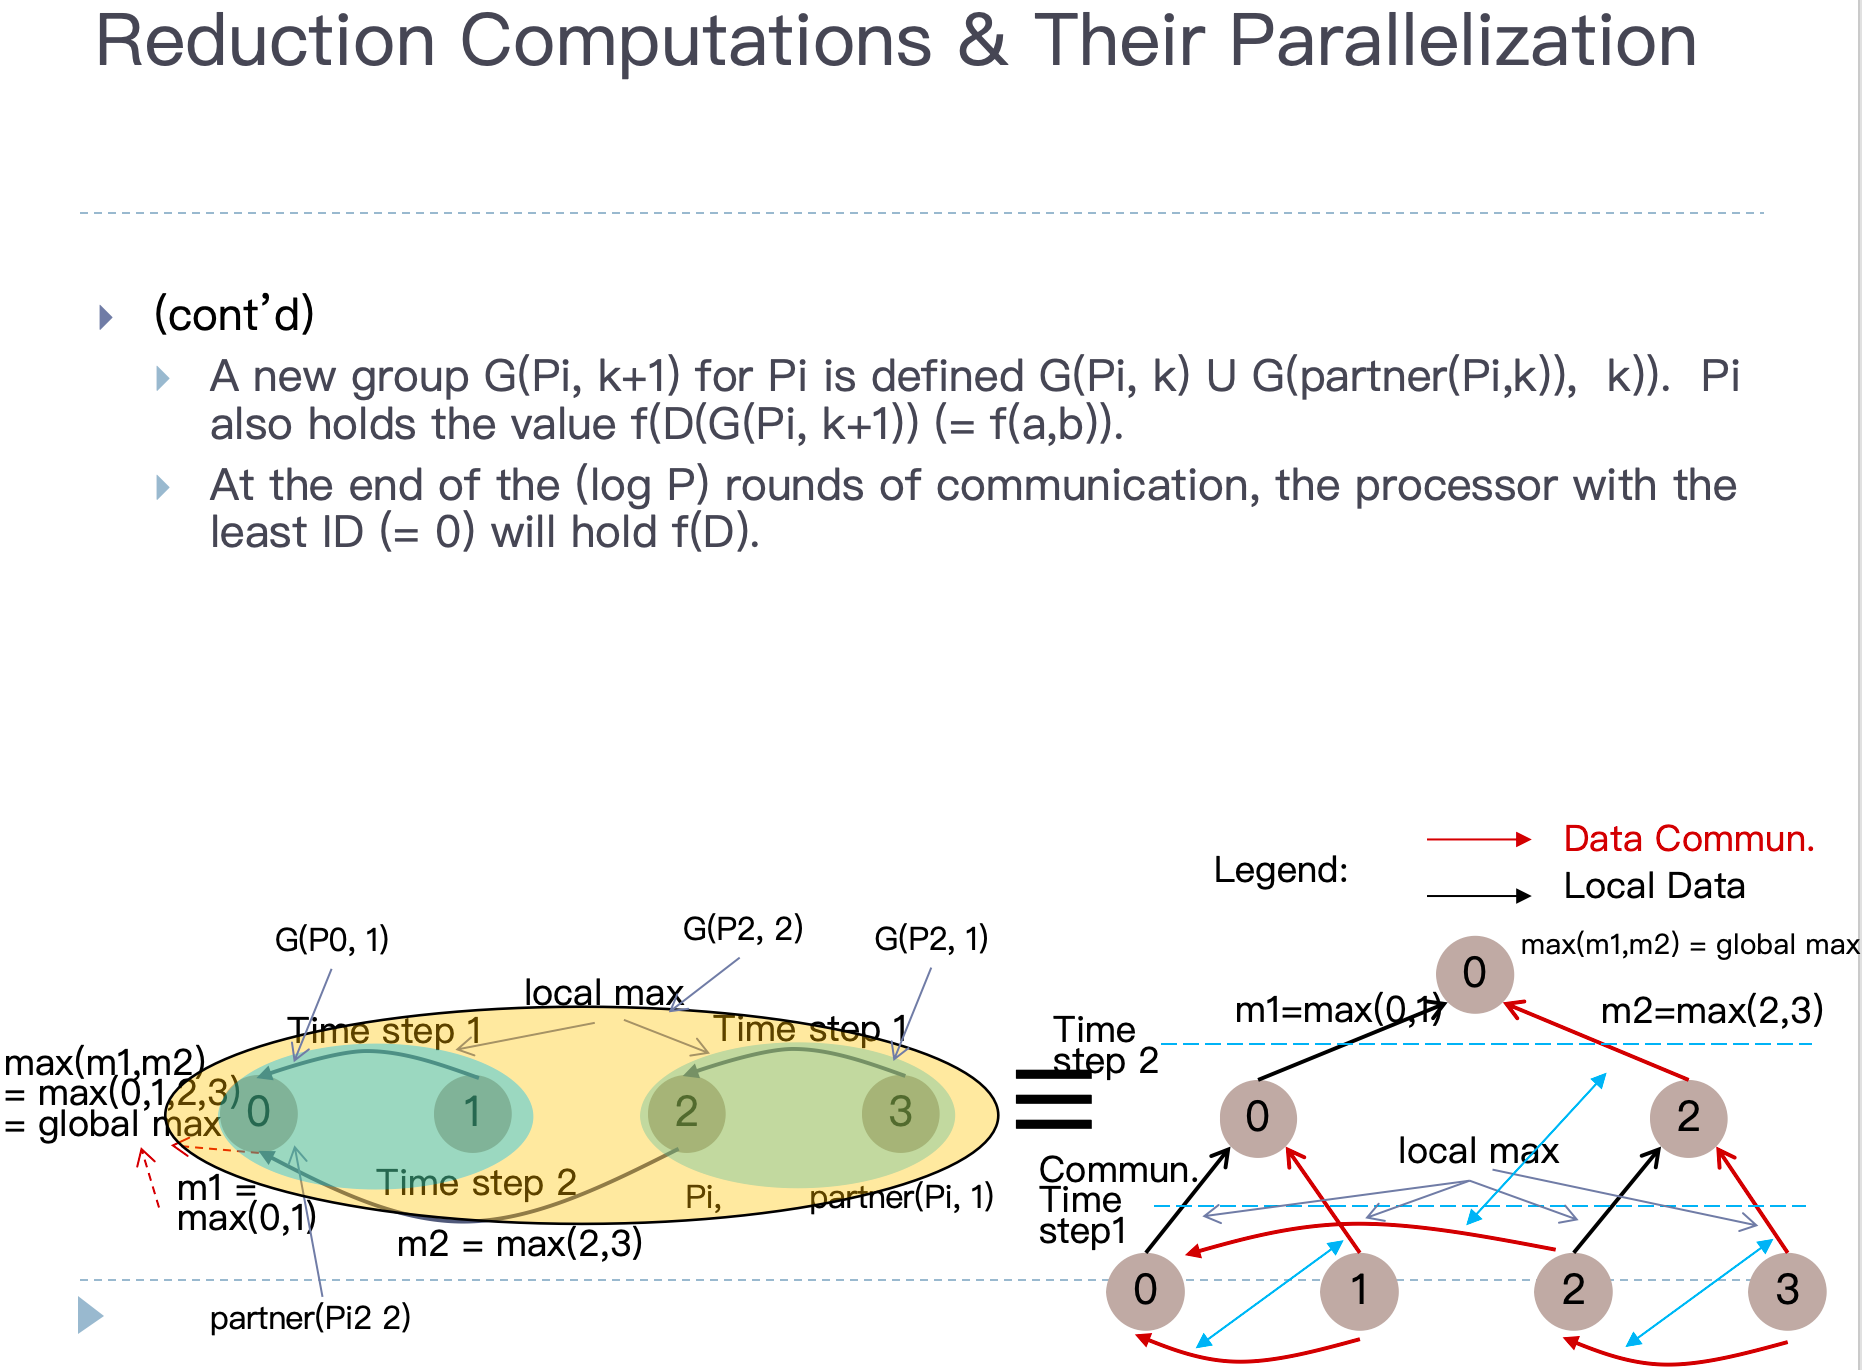 Reduction Computations & Their Parallelization
(cont’d)
A new group G(Pi, k+1) for Pi is defined G(Pi, k) U G(partner(Pi,k)),  k)).  Pi
also holds the value f(D(G(Pi, k+1)) (= f(a,b)).
At the end of the (log P) rounds of communication, the processor with the
least ID (= 0) will hold f(D).
Legend:
Data Commun.
Local Data
G(P0, 1)
G(P2, 2)
G(P2, 1)
local max
Time step 1
Time step 1
max(m1,m2)
= max(0,1,2,3)
= global max
0
1
2
3
Time step 2
m1 =
max(0,1)
Pi,
partner(Pi, 1)
m2 = max(2,3)
partner(Pi2 2)
0
max(m1,m2) = global max
m1=max(0,1)
m2=max(2,3)
Time
step 2
0
2
local max
Commun.
Time
step1
0
1
2
3